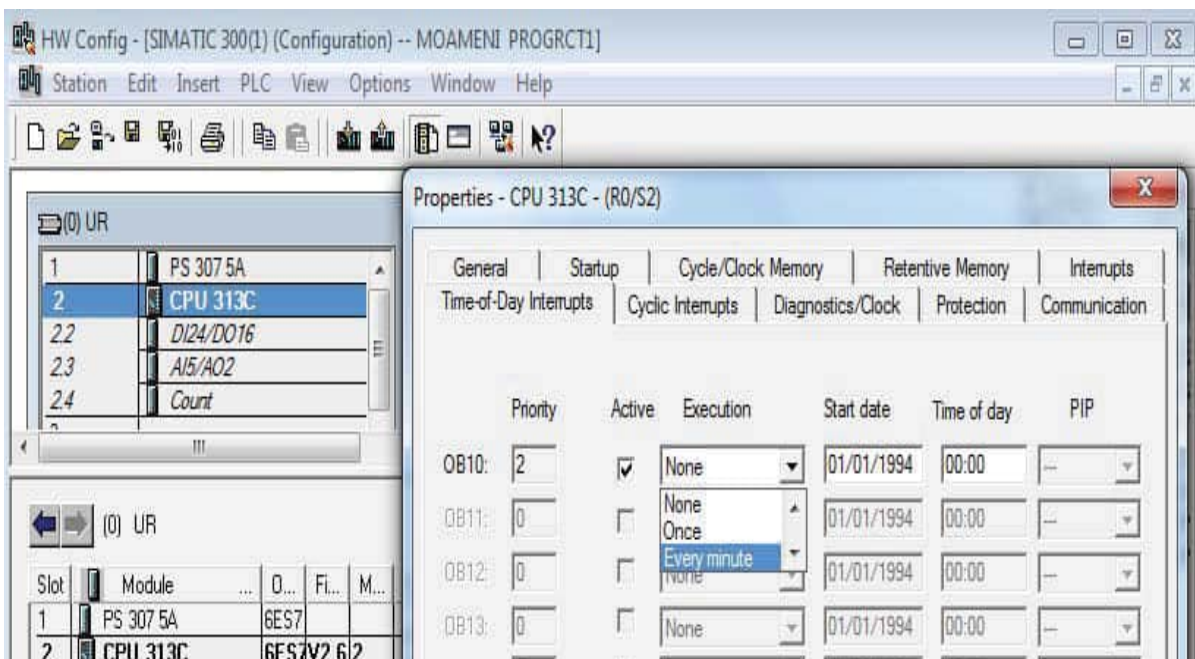 HW Config - [SIMATIC 300(1) (Configuration) -- MOAMENI PROGRCT1]
Station Edit Insert PLC View Options Window Help
(0) UR
1 PS 307 5A
2 CPU 313C
2.2 DI24/DO16
2.3 AI5/AO2
2.4 Count
(0) UR
Slot Module ... O... Fi... M...
1 PS 307 5A 6ES7
2 CPU 313C 6ES7 V2.6 2
Properties - CPU 313C - (R0/S2)
General Startup Cycle/Clock Memory Retentive Memory Interrupts
Time-of-Day Interrupts Cyclic Interrupts Diagnostics/Clock Protection Communication
Priority Active Execution Start date Time of day PIP
OB10: 2 None 01/01/1994 00:00 ---
OB11: 0 None 01/01/1994 00:00 ---
Once
Every minute
OB12: 0 None 01/01/1994 00:00 ---
OB13: 0 None 01/01/1994 00:00 ---